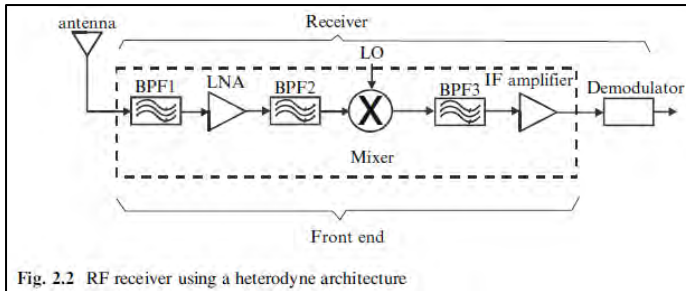 antenna
Receiver
LO
BPF1
LNA
BPF2
BPF3
IF amplifier
Demodulator
X
Mixer
Front end
Fig. 2.2 RF receiver using a heterodyne architecture